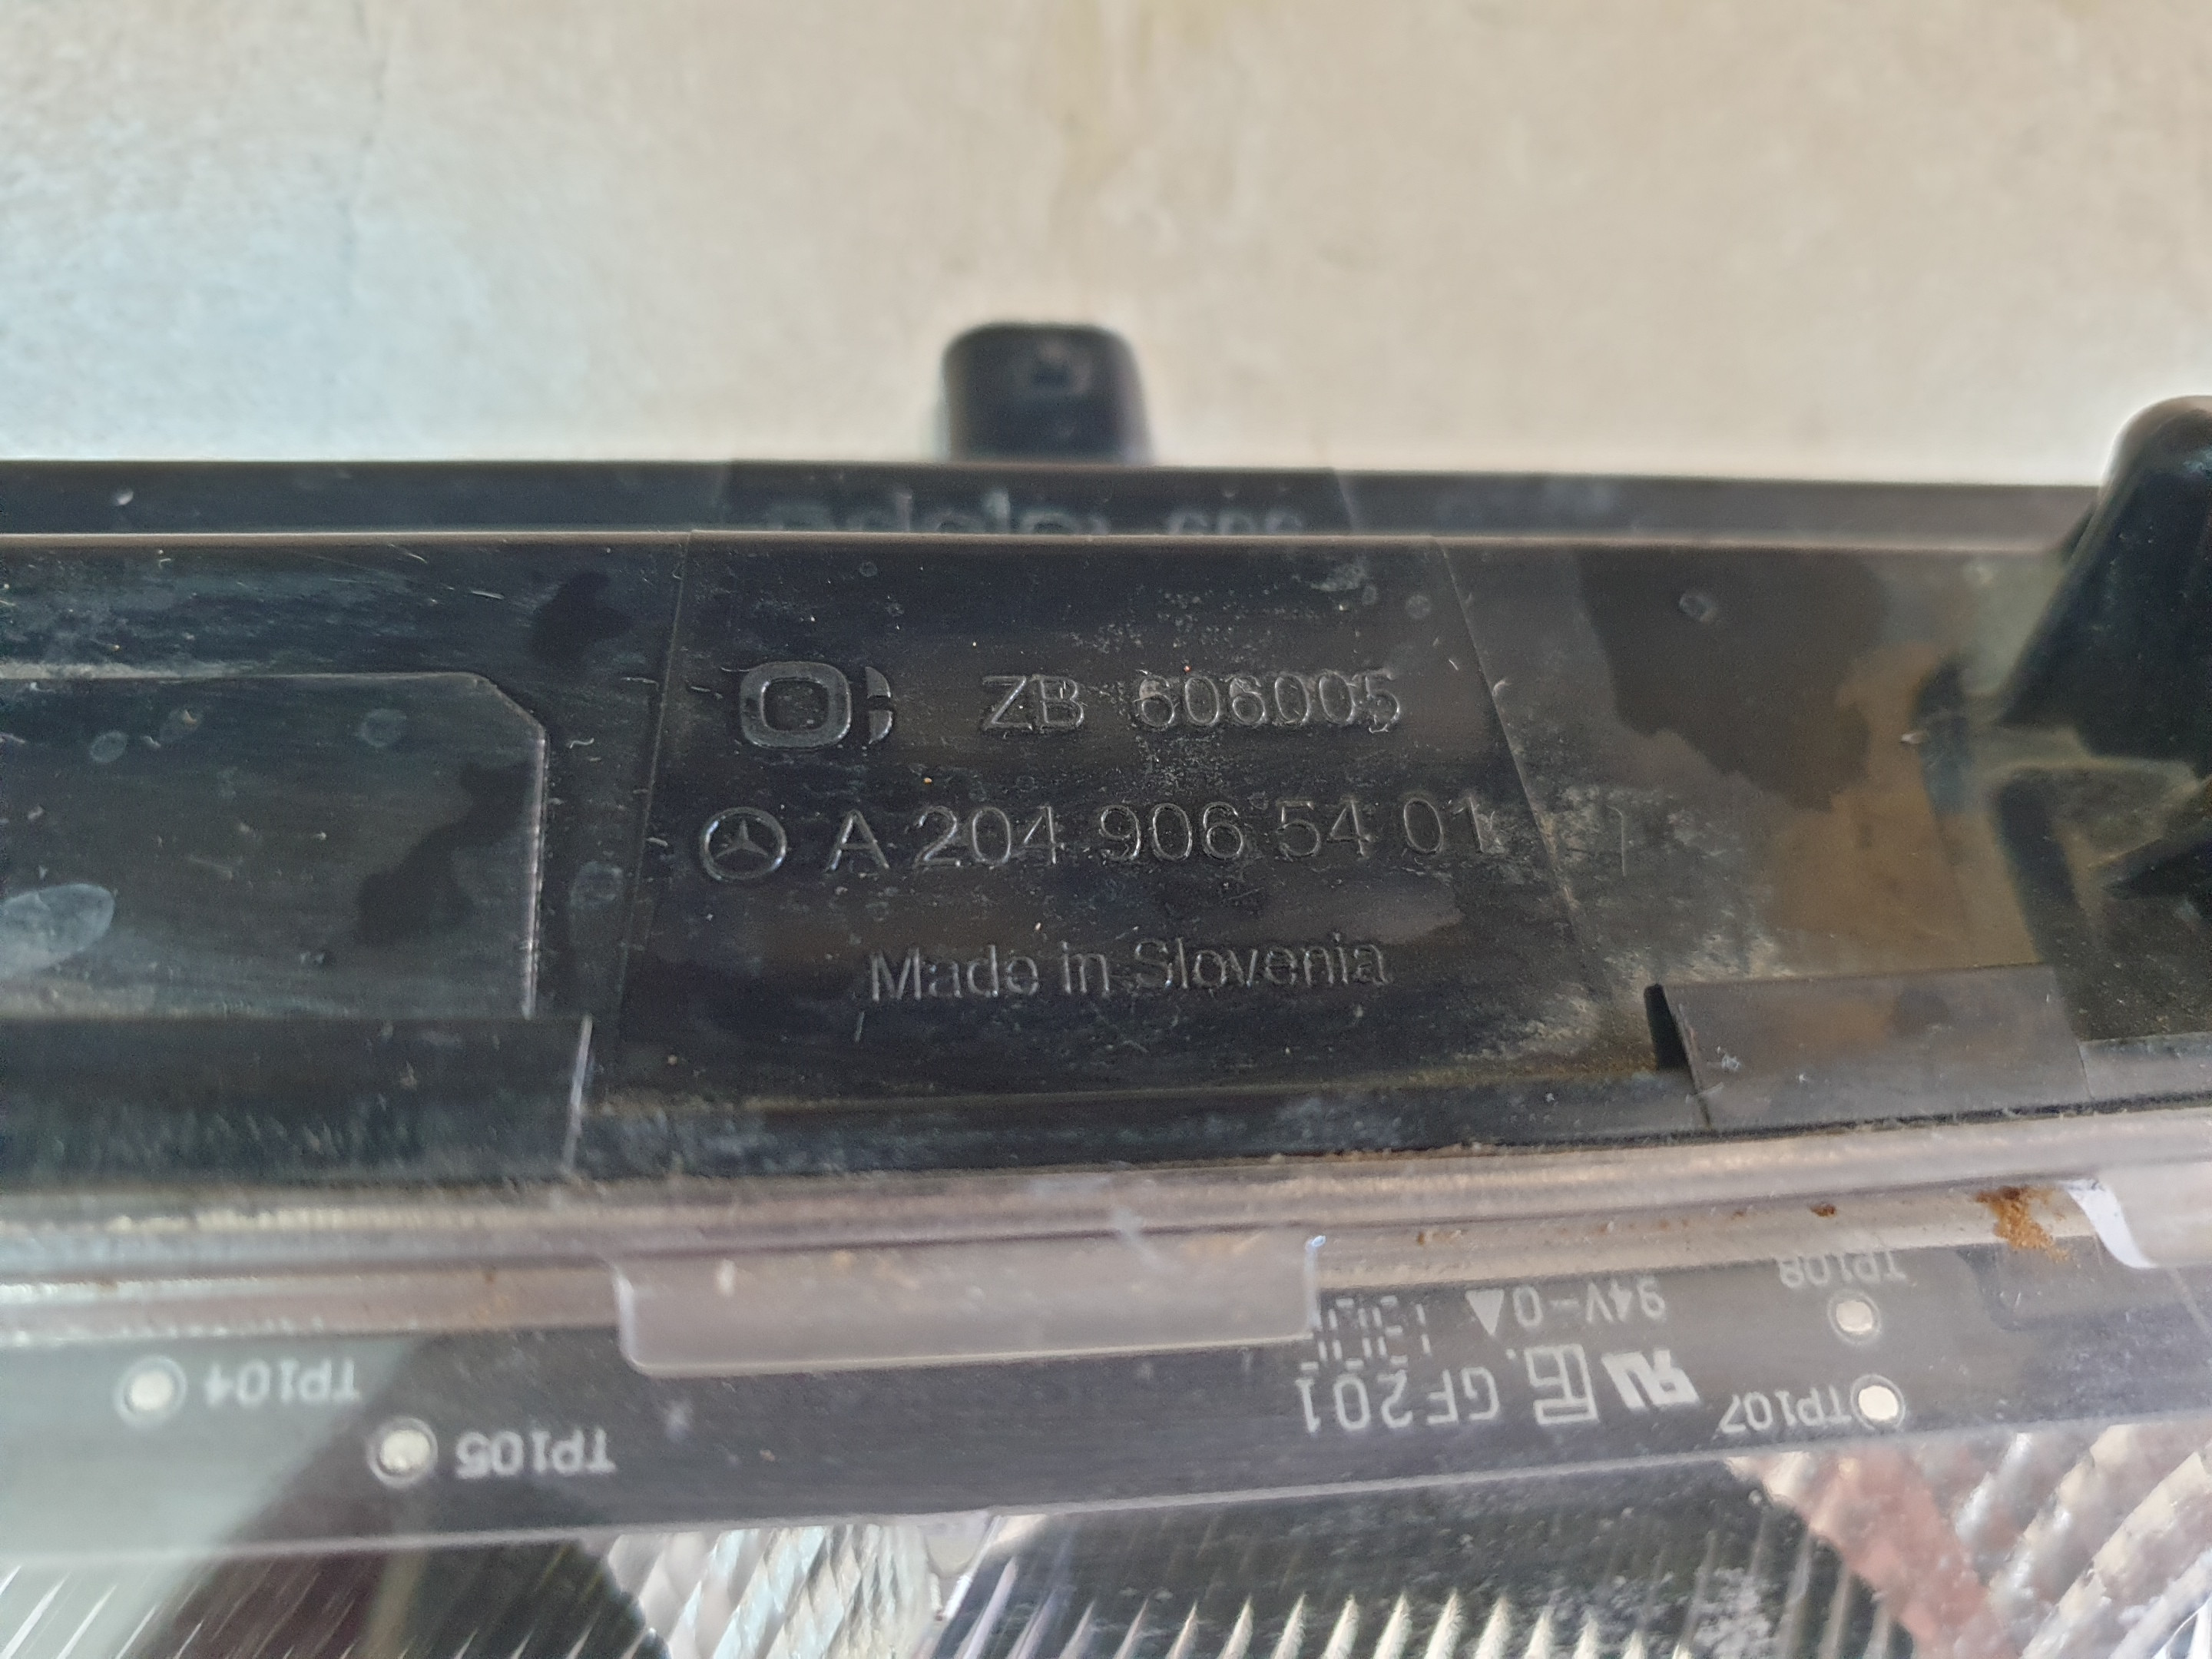 ZB 606005
A 204 906 54 01
Made in Slovenia
TP108
94V-0
GF201
TP107
TP104
TP105